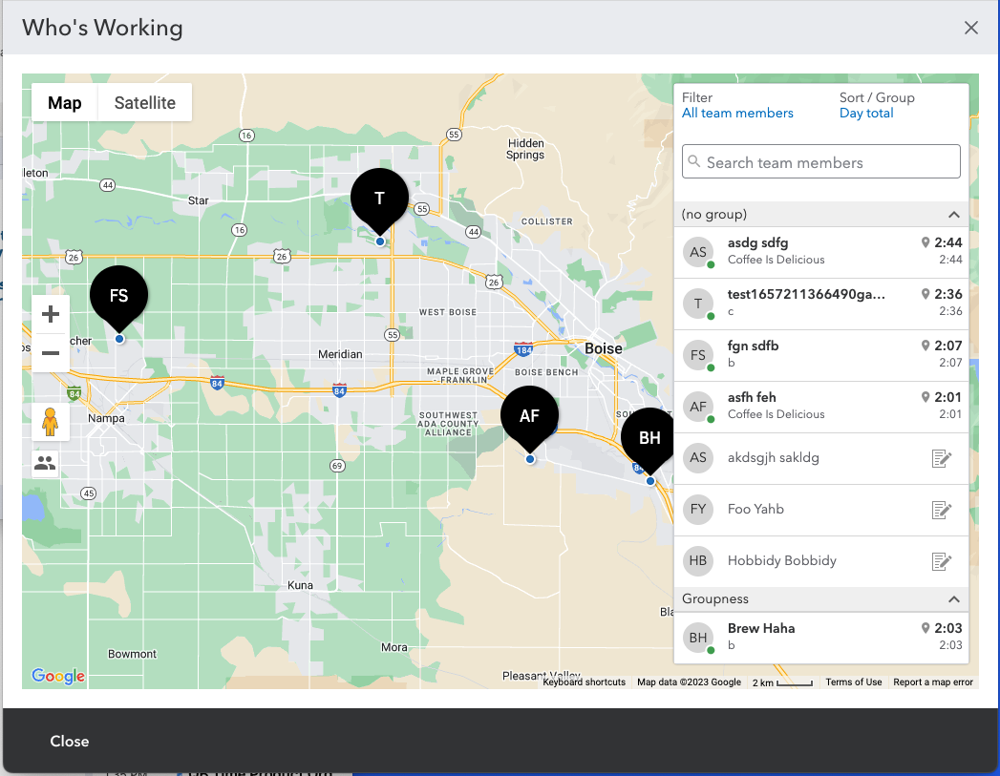 Who's Working
Map
Satellite
Filter
All team members
Sort / Group
Day total
Search team members
(no group)
AS
asdg sdfg
2:44
Coffee Is Delicious
2:44
T
test1657211366490ga...
2:36
c
2:36
FS
fgn sdfb
2:07
b
2:07
AF
asfh feh
2:01
Coffee Is Delicious
2:01
AS
akdsgjh sakldg
FY
Foo Yahb
HB
Hobbidy Bobbidy
Groupness
BH
Brew Haha
2:03
b
2:03
16
55
Hidden
Springs
leton
44
Star
T
55
16
44
COLLISTER
26
26
26
FS
WEST BOISE
cher
55
Meridian
184
Boise
MAPLE GROVE
- FRANKLIN
BOISE BENCH
84
84
84
Nampa
SOUTHWEST
ADA COUNTY
ALLIANCE
AF
BH
84
69
45
Kuna
Bowmont
Mora
Pleasant Valley
Google
Keyboard shortcuts
Map data ©2023 Google
2 km
Terms of Use
Report a map error
Close